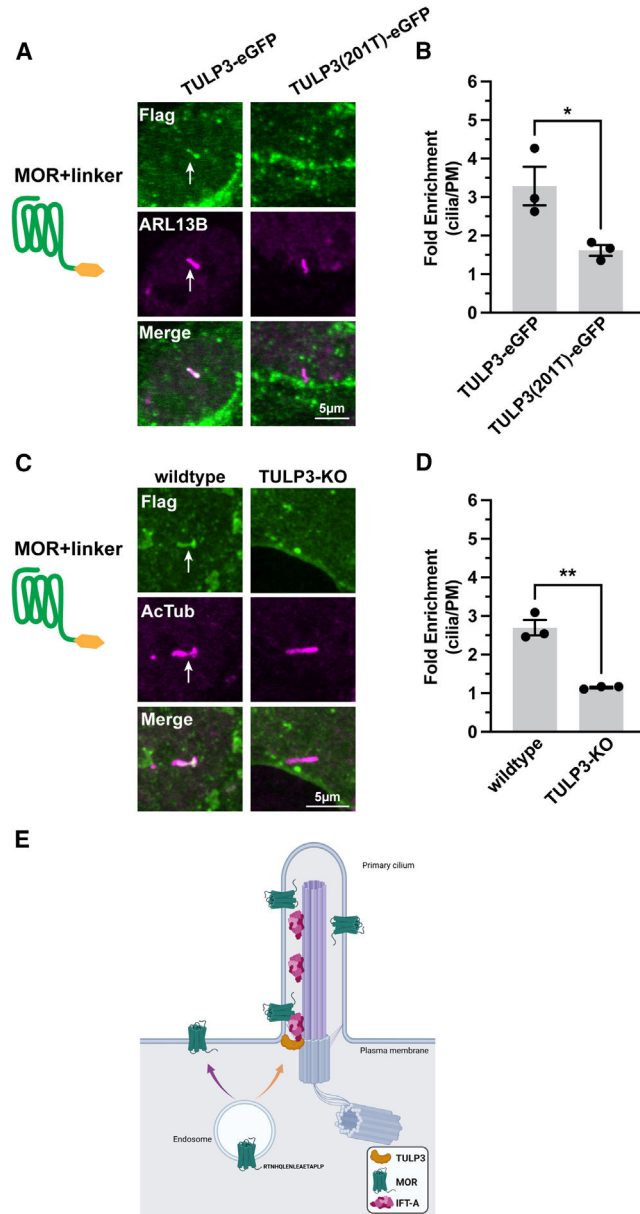 A
TULP3-eGFP
TULP3(201T)-eGFP
MOR+linker
Flag
ARL13B
Merge
5µm
B
Fold Enrichment
(cilia/PM)
6
5
4
3
2
1
0
*
TULP3-eGFP
TULP3(201T)-eGFP
C
wildtype
TULP3-KO
MOR+linker
Flag
AcTub
Merge
5µm
D
Fold Enrichment
(cilia/PM)
6
5
4
3
2
1
0
**
wildtype
TULP3-KO
E
Primary cilium
Plasma membrane
Endosome
RTNHQLENLEAETAPLP
TULP3
MOR
IFT-A